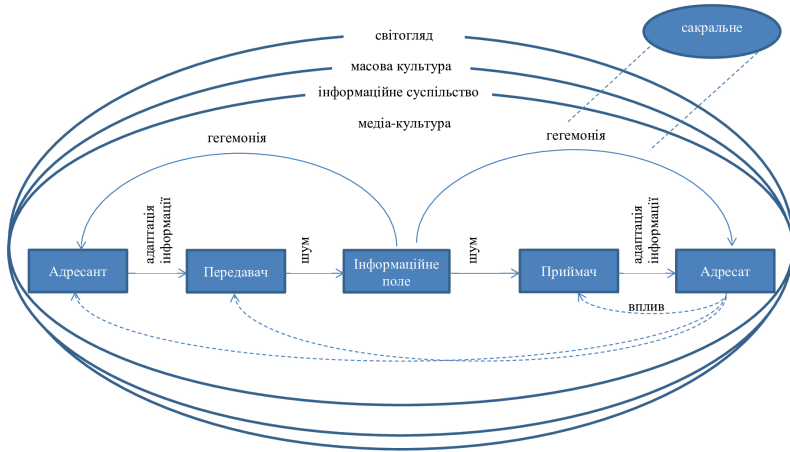 сакральне
світогляд
масова культура
інформаційне суспільство
медіа-культура
гегемонія
гегемонія
адаптація
інформації
шум
шум
адаптація
інформації
Адресант
Передавач
Інформаційне
поле
Приймач
Адресат
вплив